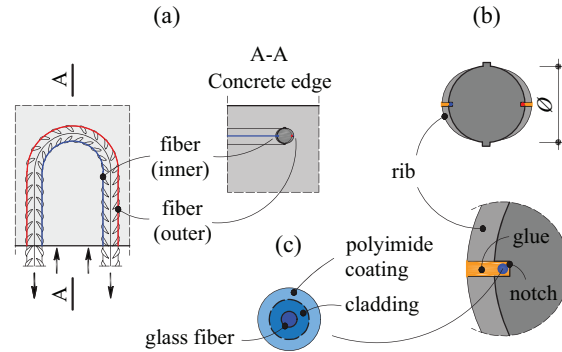 (a)
A
A-A
Concrete edge
fiber
(inner)
fiber
(outer)
A
(b)
Ø
rib
glue
notch
(c)
polyimide
coating
cladding
glass fiber